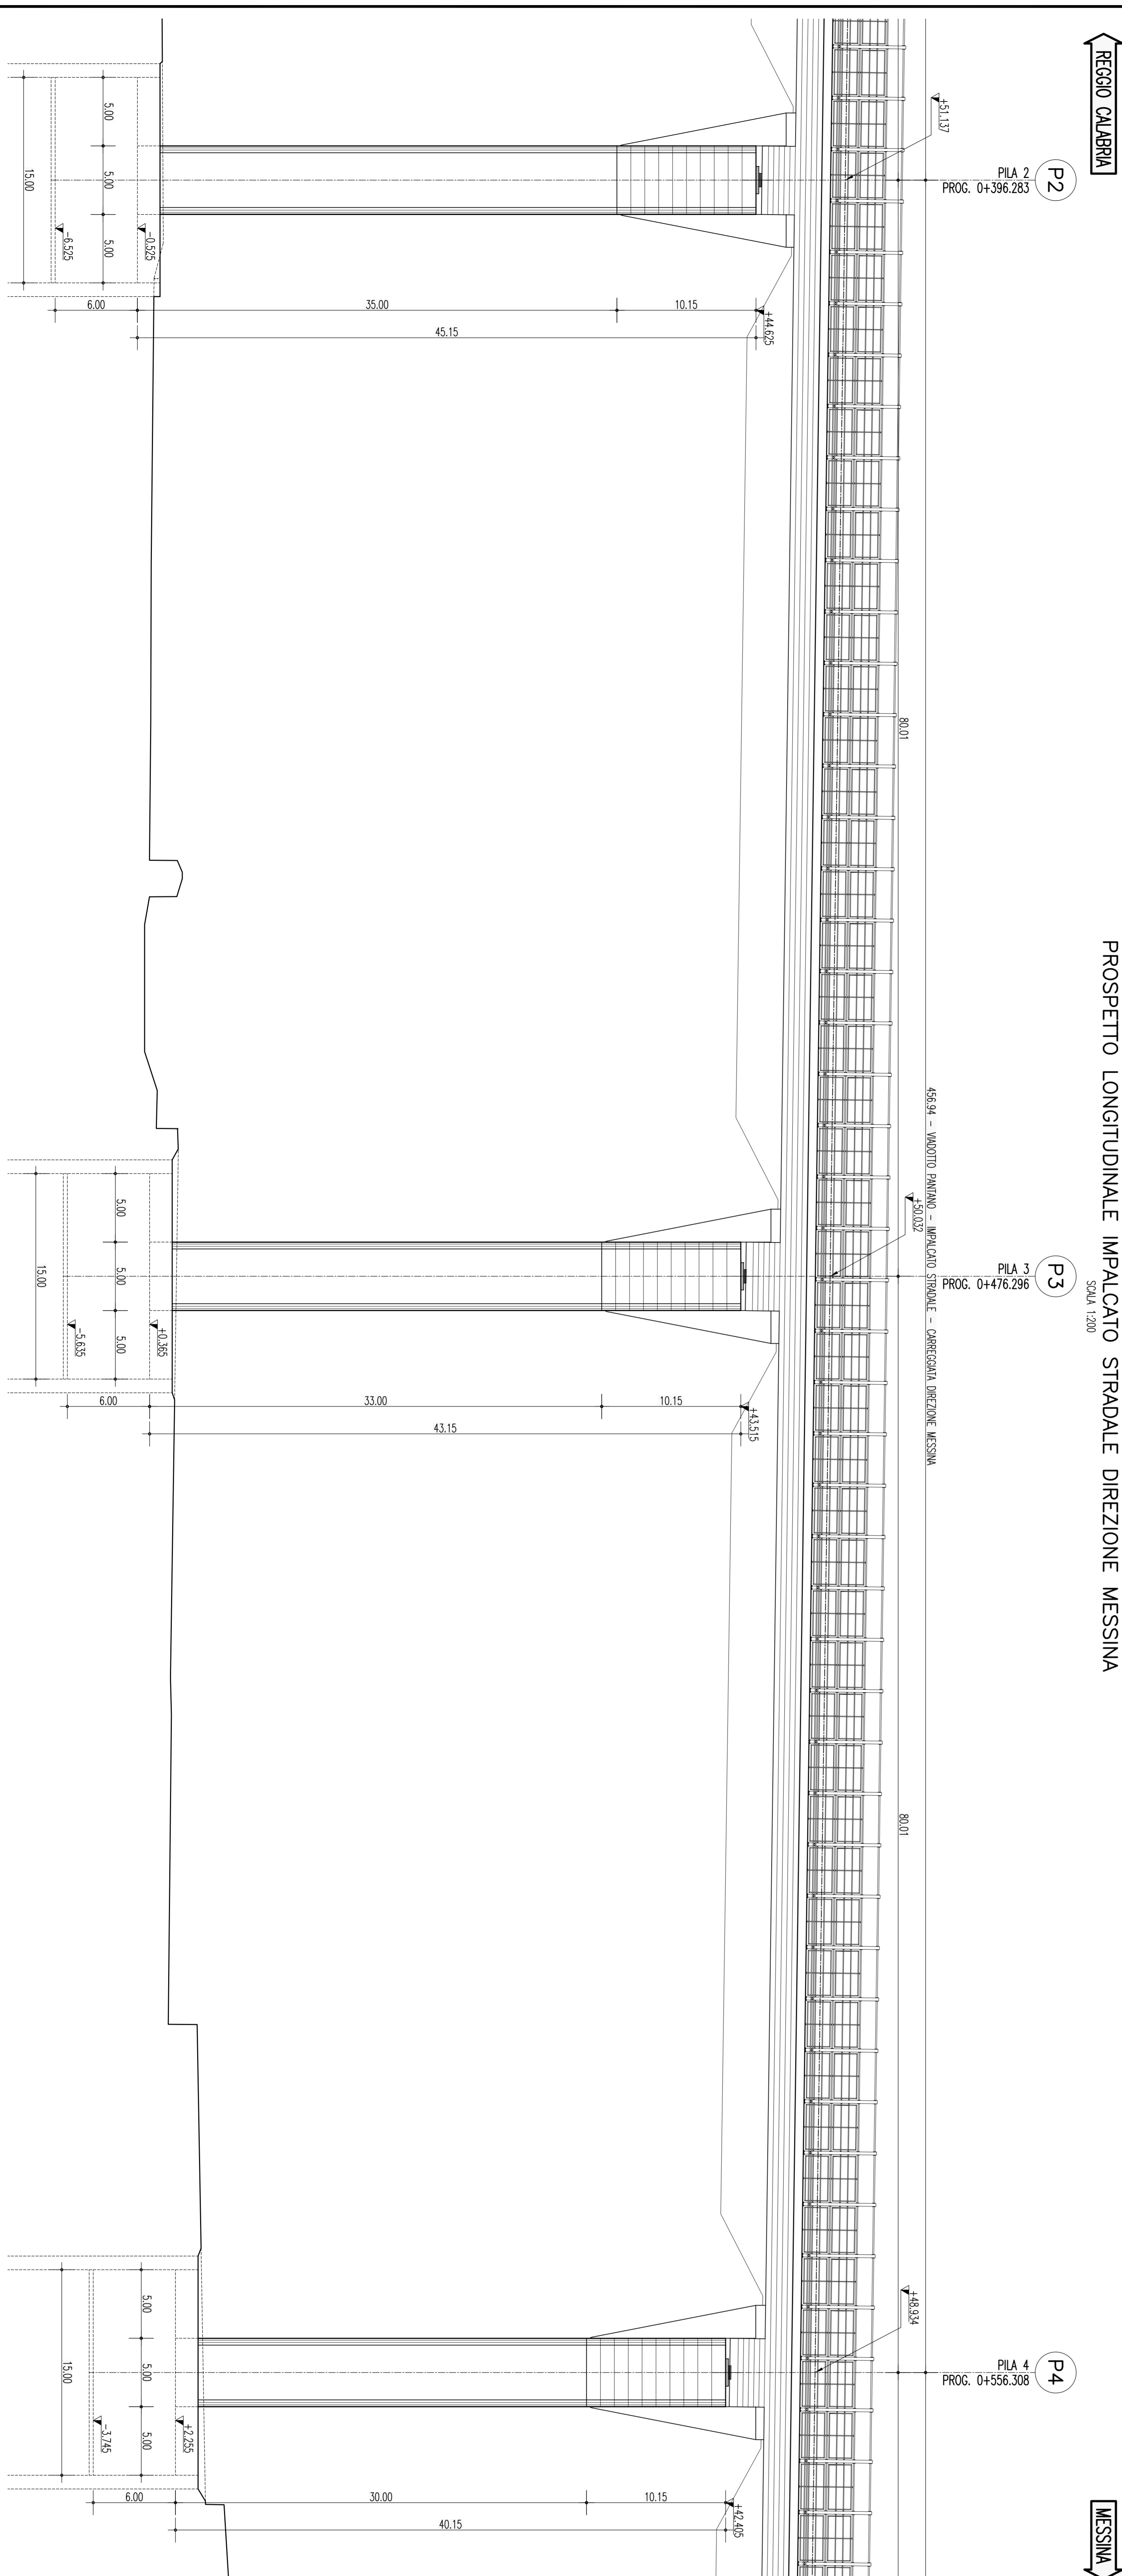 REGGIO CALABRIA
PROSPETTO LONGITUDINALE IMPALCATO STRADALE DIREZIONE MESSINA
SCALA 1:200
MESSINA
P2
PILA 2
PROG. 0+396.283
P3
PILA 3
PROG. 0+476.296
P4
PILA 4
PROG. 0+556.308
456.94 - VIADOTTO PANTANO - IMPALCATO STRADALE - CARREGGIATA DIREZIONE MESSINA
80.01
80.01
+51.137
+50.032
+48.934
+44.625
10.15
35.00
45.15
6.00
-0.525
-6.525
5.00
5.00
5.00
15.00
+43.515
10.15
33.00
43.15
6.00
+0.365
-5.635
5.00
5.00
5.00
15.00
+42.405
10.15
30.00
40.15
6.00
+2.255
-3.745
5.00
5.00
5.00
15.00